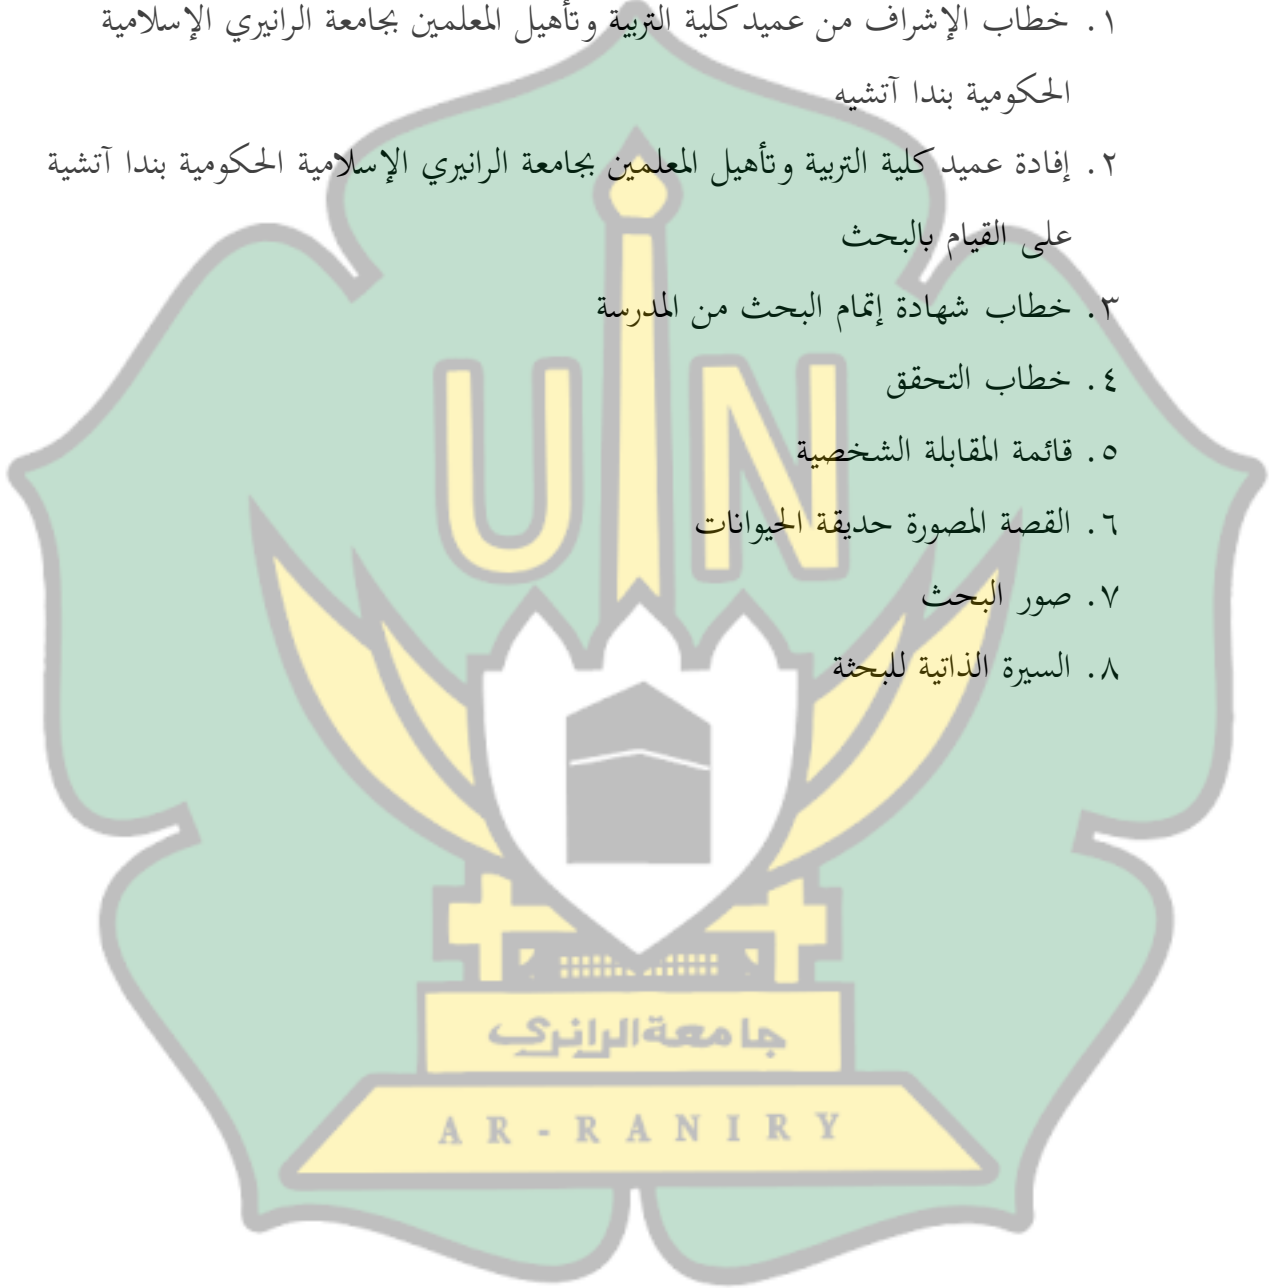 ١. خطاب الإشراف من عميد كلية التربية وتأهيل المعلمين بجامعة الرانيري الإسلامية
الحكومية بندا آتشيه
٢. إفادة عميد كلية التربية وتأهيل المعلمين بجامعة الرانيري الإسلامية الحكومية بندا آتشية
على القيام بالبحث
٣. خطاب شهادة إتمام البحث من المدرسة
٤. خطاب التحقق
٥. قائمة المقابلة الشخصية
٦. القصة المصورة حديقة الحيوانات
٧. صور البحث
٨. السيرة الذاتية للبحثة
UIN
جامعة الرانري
AR-RANIRY